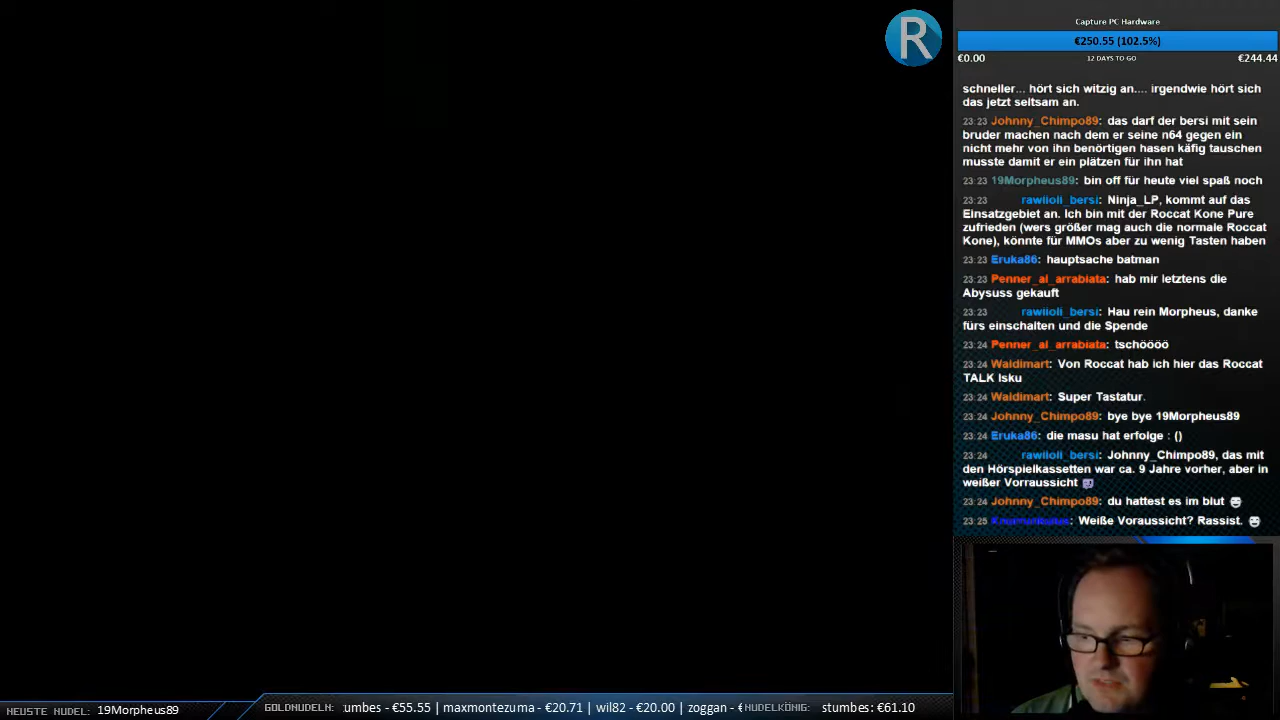 R
Capture PC Hardware
€250.55 (102.5%)
€0.00
12 DAYS TO GO
€244.44
schneller... hört sich witzig an.... irgendwie hört sich
das jetzt seltsam an.
23:23 Johnny_Chimpo89: das darf der bersi mit sein
bruder machen nach dem er seine n64 gegen ein
nicht mehr von ihn benötigen hasen käfig tauschen
musste damit er ein plätzen für ihn hat
23:23 19Morpheus89: bin off für heute viel spaß noch
23:23 rawiioli_bersi: Ninja_LP, kommt auf das
Einsatzgebiet an. Ich bin mit der Roccat Kone Pure
zufrieden (wers größer mag auch die normale Roccat
Kone), könnte für MMOs aber zu wenig Tasten haben
23:23 Eruka86: hauptsache batman
23:23 Penner_al_arrabiata: hab mir letztens die
Abysuss gekauft
23:23 rawiioli_bersi: Hau rein Morpheus, danke
fürs einschalten und die Spende
23:24 Penner_al_arrabiata: tschöööö
23:24 Waldimart: Von Roccat hab ich hier das Roccat
TALK Isku
23:24 Waldimart: Super Tastatur.
23:24 Johnny_Chimpo89: bye bye 19Morpheus89
23:24 Eruka86: die masu hat erfolge : ()
23:24 rawiioli_bersi: Johnny_Chimpo89, das mit
den Hörspielkassetten war ca. 9 Jahre vorher, aber in
weißer Vorraussicht
23:24 Johnny_Chimpo89: du hattest es im blut
23:25 : Weiße Voraussicht? Rassist.
NEUSTE NUDEL: 19Morpheus89
GOLDNUDELN: tumbes - €55.55 | maxmontezuma - €20.71 | wil82 - €20.00 | zoggan - €
NUDELKÖNIG: stumbes: €61.10